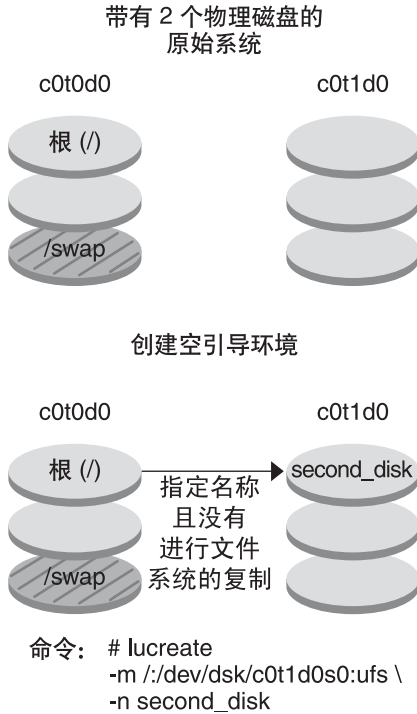 带有 2 个物理磁盘的
原始系统
c0t0d0
c0t1d0
根 (/)
/swap
创建空引导环境
c0t0d0
c0t1d0
根 (/)
second_disk
指定名称
且没有
进行文件
系统的复制
/swap
命令： # lucreate
-m /:/dev/dsk/c0t1d0s0:ufs \
-n second_disk